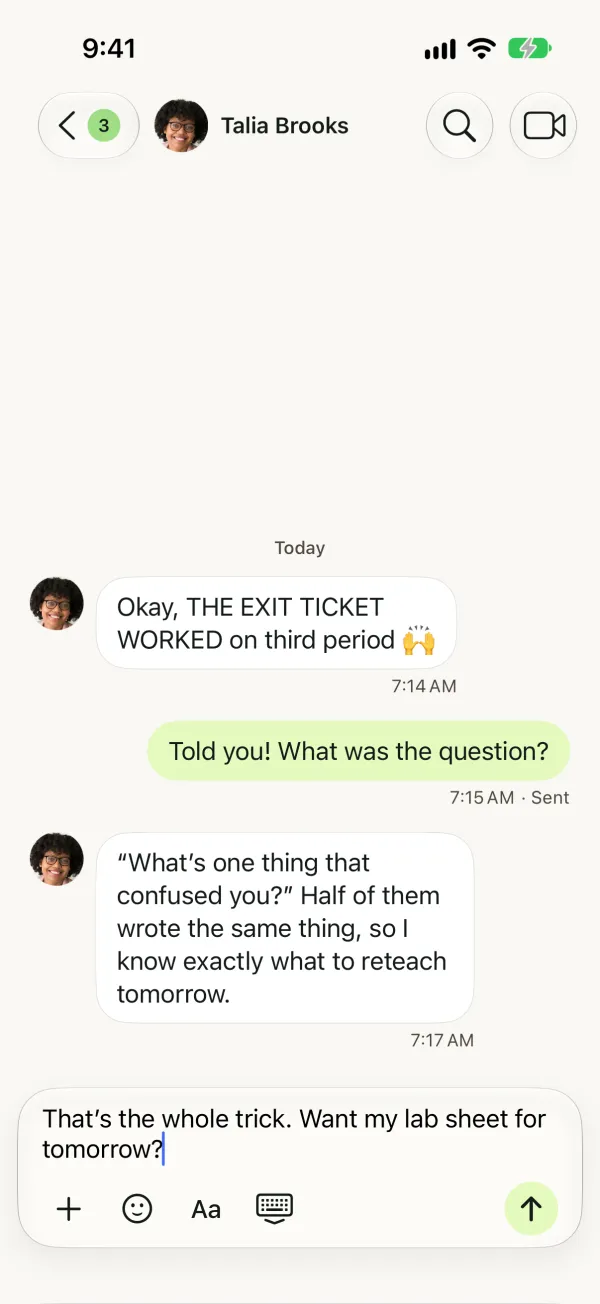 9:41
3
Talia Brooks
Today
Okay, THE EXIT TICKET
WORKED on third period 🙌
7:14 AM
Told you! What was the question?
7:15 AM · Sent
“What’s one thing that
confused you?” Half of them
wrote the same thing, so I
know exactly what to reteach
tomorrow.
7:17 AM
That’s the whole trick. Want my lab sheet for
tomorrow?
Aa